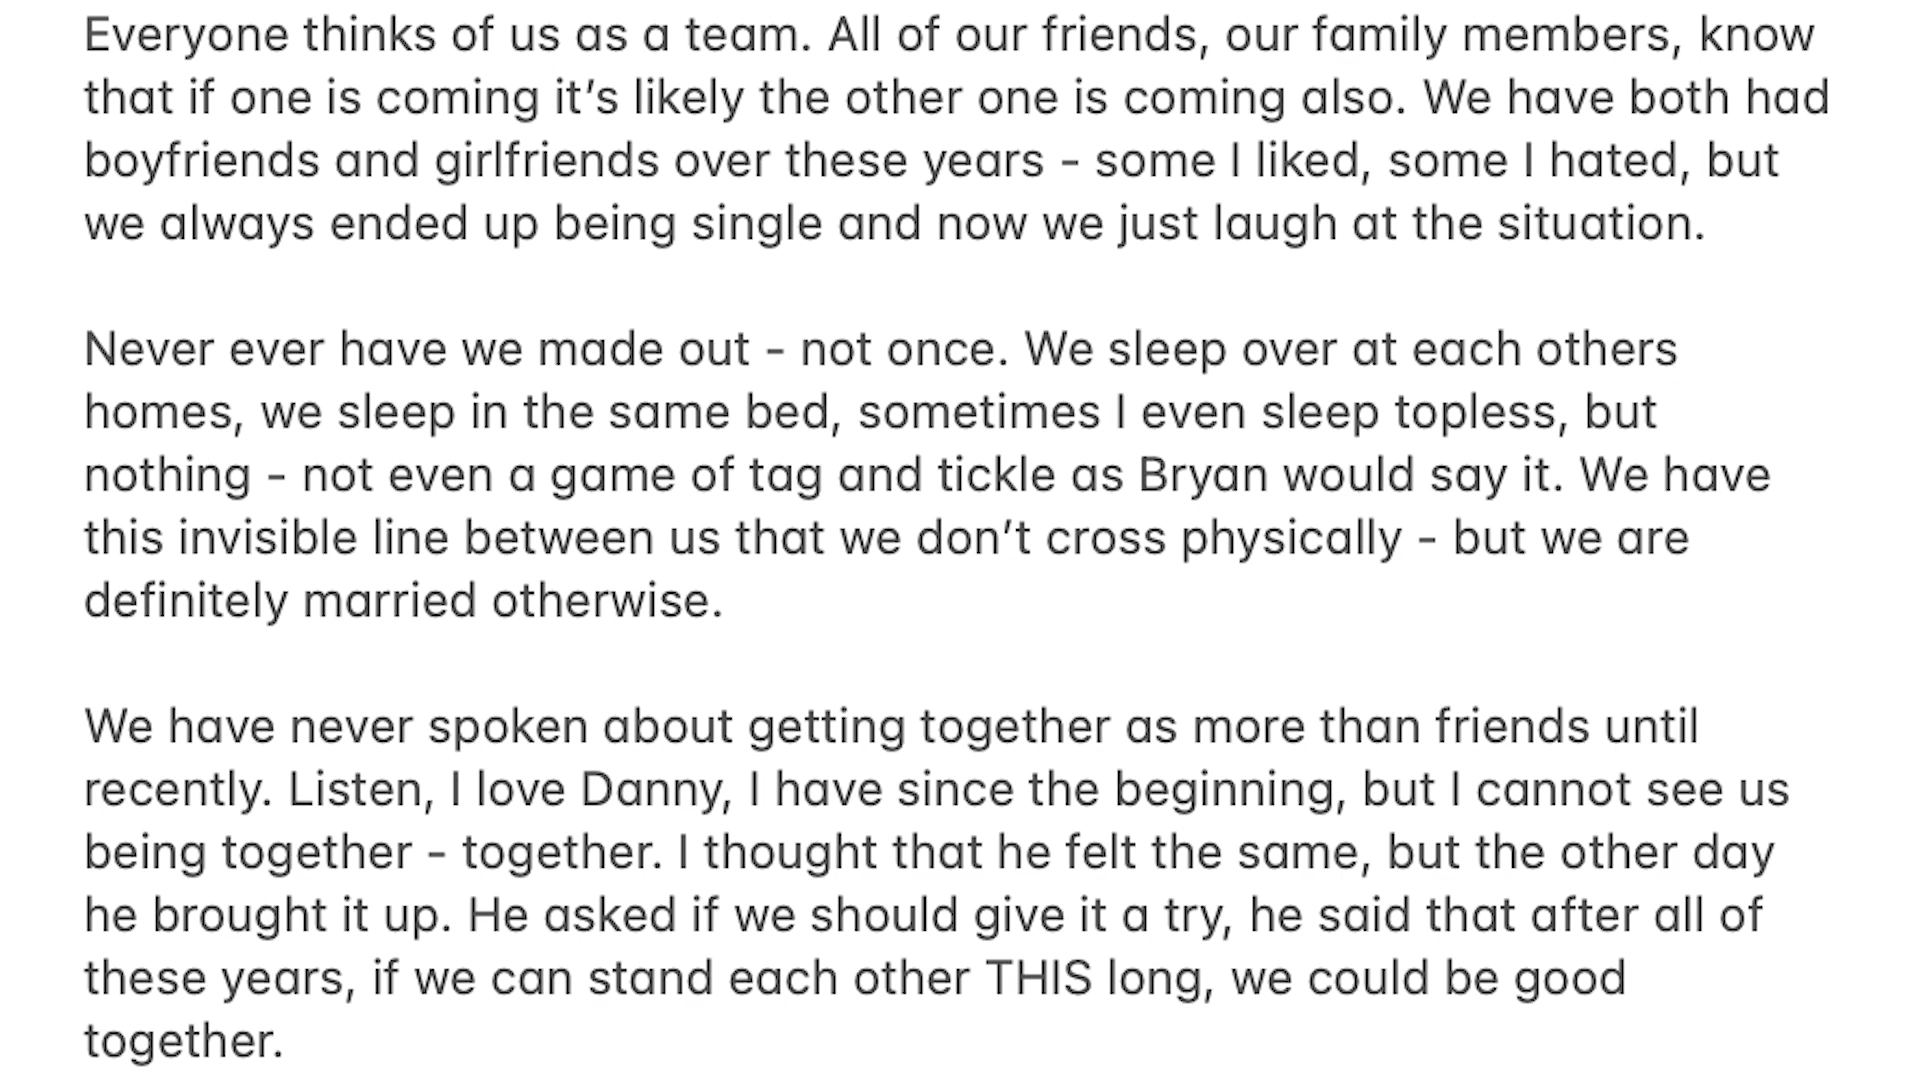 Everyone thinks of us as a team. All of our friends, our family members, know
that if one is coming it’s likely the other one is coming also. We have both had
boyfriends and girlfriends over these years - some I liked, some I hated, but
we always ended up being single and now we just laugh at the situation.
Never ever have we made out - not once. We sleep over at each others
homes, we sleep in the same bed, sometimes I even sleep topless, but
nothing - not even a game of tag and tickle as Bryan would say it. We have
this invisible line between us that we don’t cross physically - but we are
definitely married otherwise.
We have never spoken about getting together as more than friends until
recently. Listen, I love Danny, I have since the beginning, but I cannot see us
being together - together. I thought that he felt the same, but the other day
he brought it up. He asked if we should give it a try, he said that after all of
these years, if we can stand each other THIS long, we could be good
together.